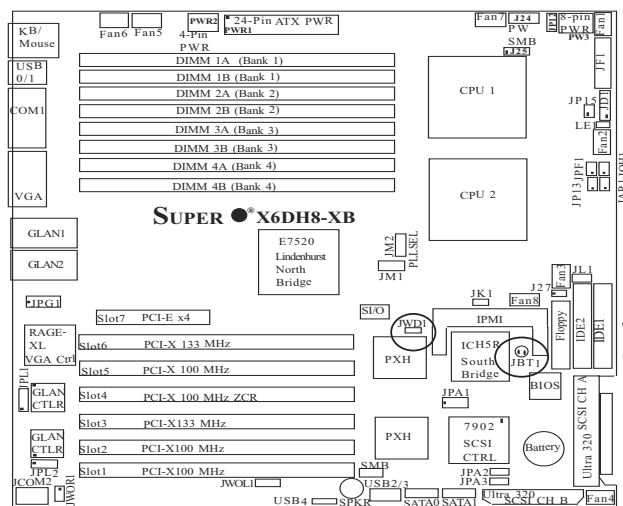 KB/
Mouse
Fan6
Fan5
PWR2
4-Pin
PWR
24-Pin ATX PWR
PWR1
Fan7
J24
PW
SMB
J25
JP12
8-pin
PWR
PW3
Fan1
USB
0/1
DIMM 1A (Bank 1)
DIMM 1B (Bank 1)
DIMM 2A (Bank 2)
DIMM 2B (Bank 2)
DIMM 3A (Bank 3)
DIMM 3B (Bank 3)
DIMM 4A (Bank 4)
DIMM 4B (Bank 4)
CPU 1
JF1
COM1
JD1
JP15
LE1
Fan2
VGA
CPU 2
JPF1
JOH1
JP13
JAP1
SUPER ●® X6DH8-XB
GLAN1
GLAN2
E7520
Lindenhurst
North
Bridge
JM2
PLLSEL
JM1
Fan3
JL1
J27
JPG1
Slot7 PCI-E x4
SI/O
JK1
Fan8
JWD1
IPMI
Floppy
IDE2
IDE1
RAGE-
XL
VGA Ctrl
Slot6 PCI-X 133 MHz
PXH
ICH5R
South
Bridge
JBT1
Slot5 PCI-X 100 MHz
JPL1
GLAN
CTLR
Slot4 PCI-X 100 MHz ZCR
BIOS
JPA1
Ultra 320 SCSI CH A
Slot3 PCI-X133 MHz
GLAN
CTLR
PXH
7902
SCSI
CTRL
Battery
Slot2 PCI-X100 MHz
JPL2
Slot1 PCI-X100 MHz
SMB
JPA2
JPA3
JCOM2
JWOR1
JWOL1
USB4
SPKR
USB2/3
SATA0
SATA1
Ultra 320
SCSI CH B
Fan4